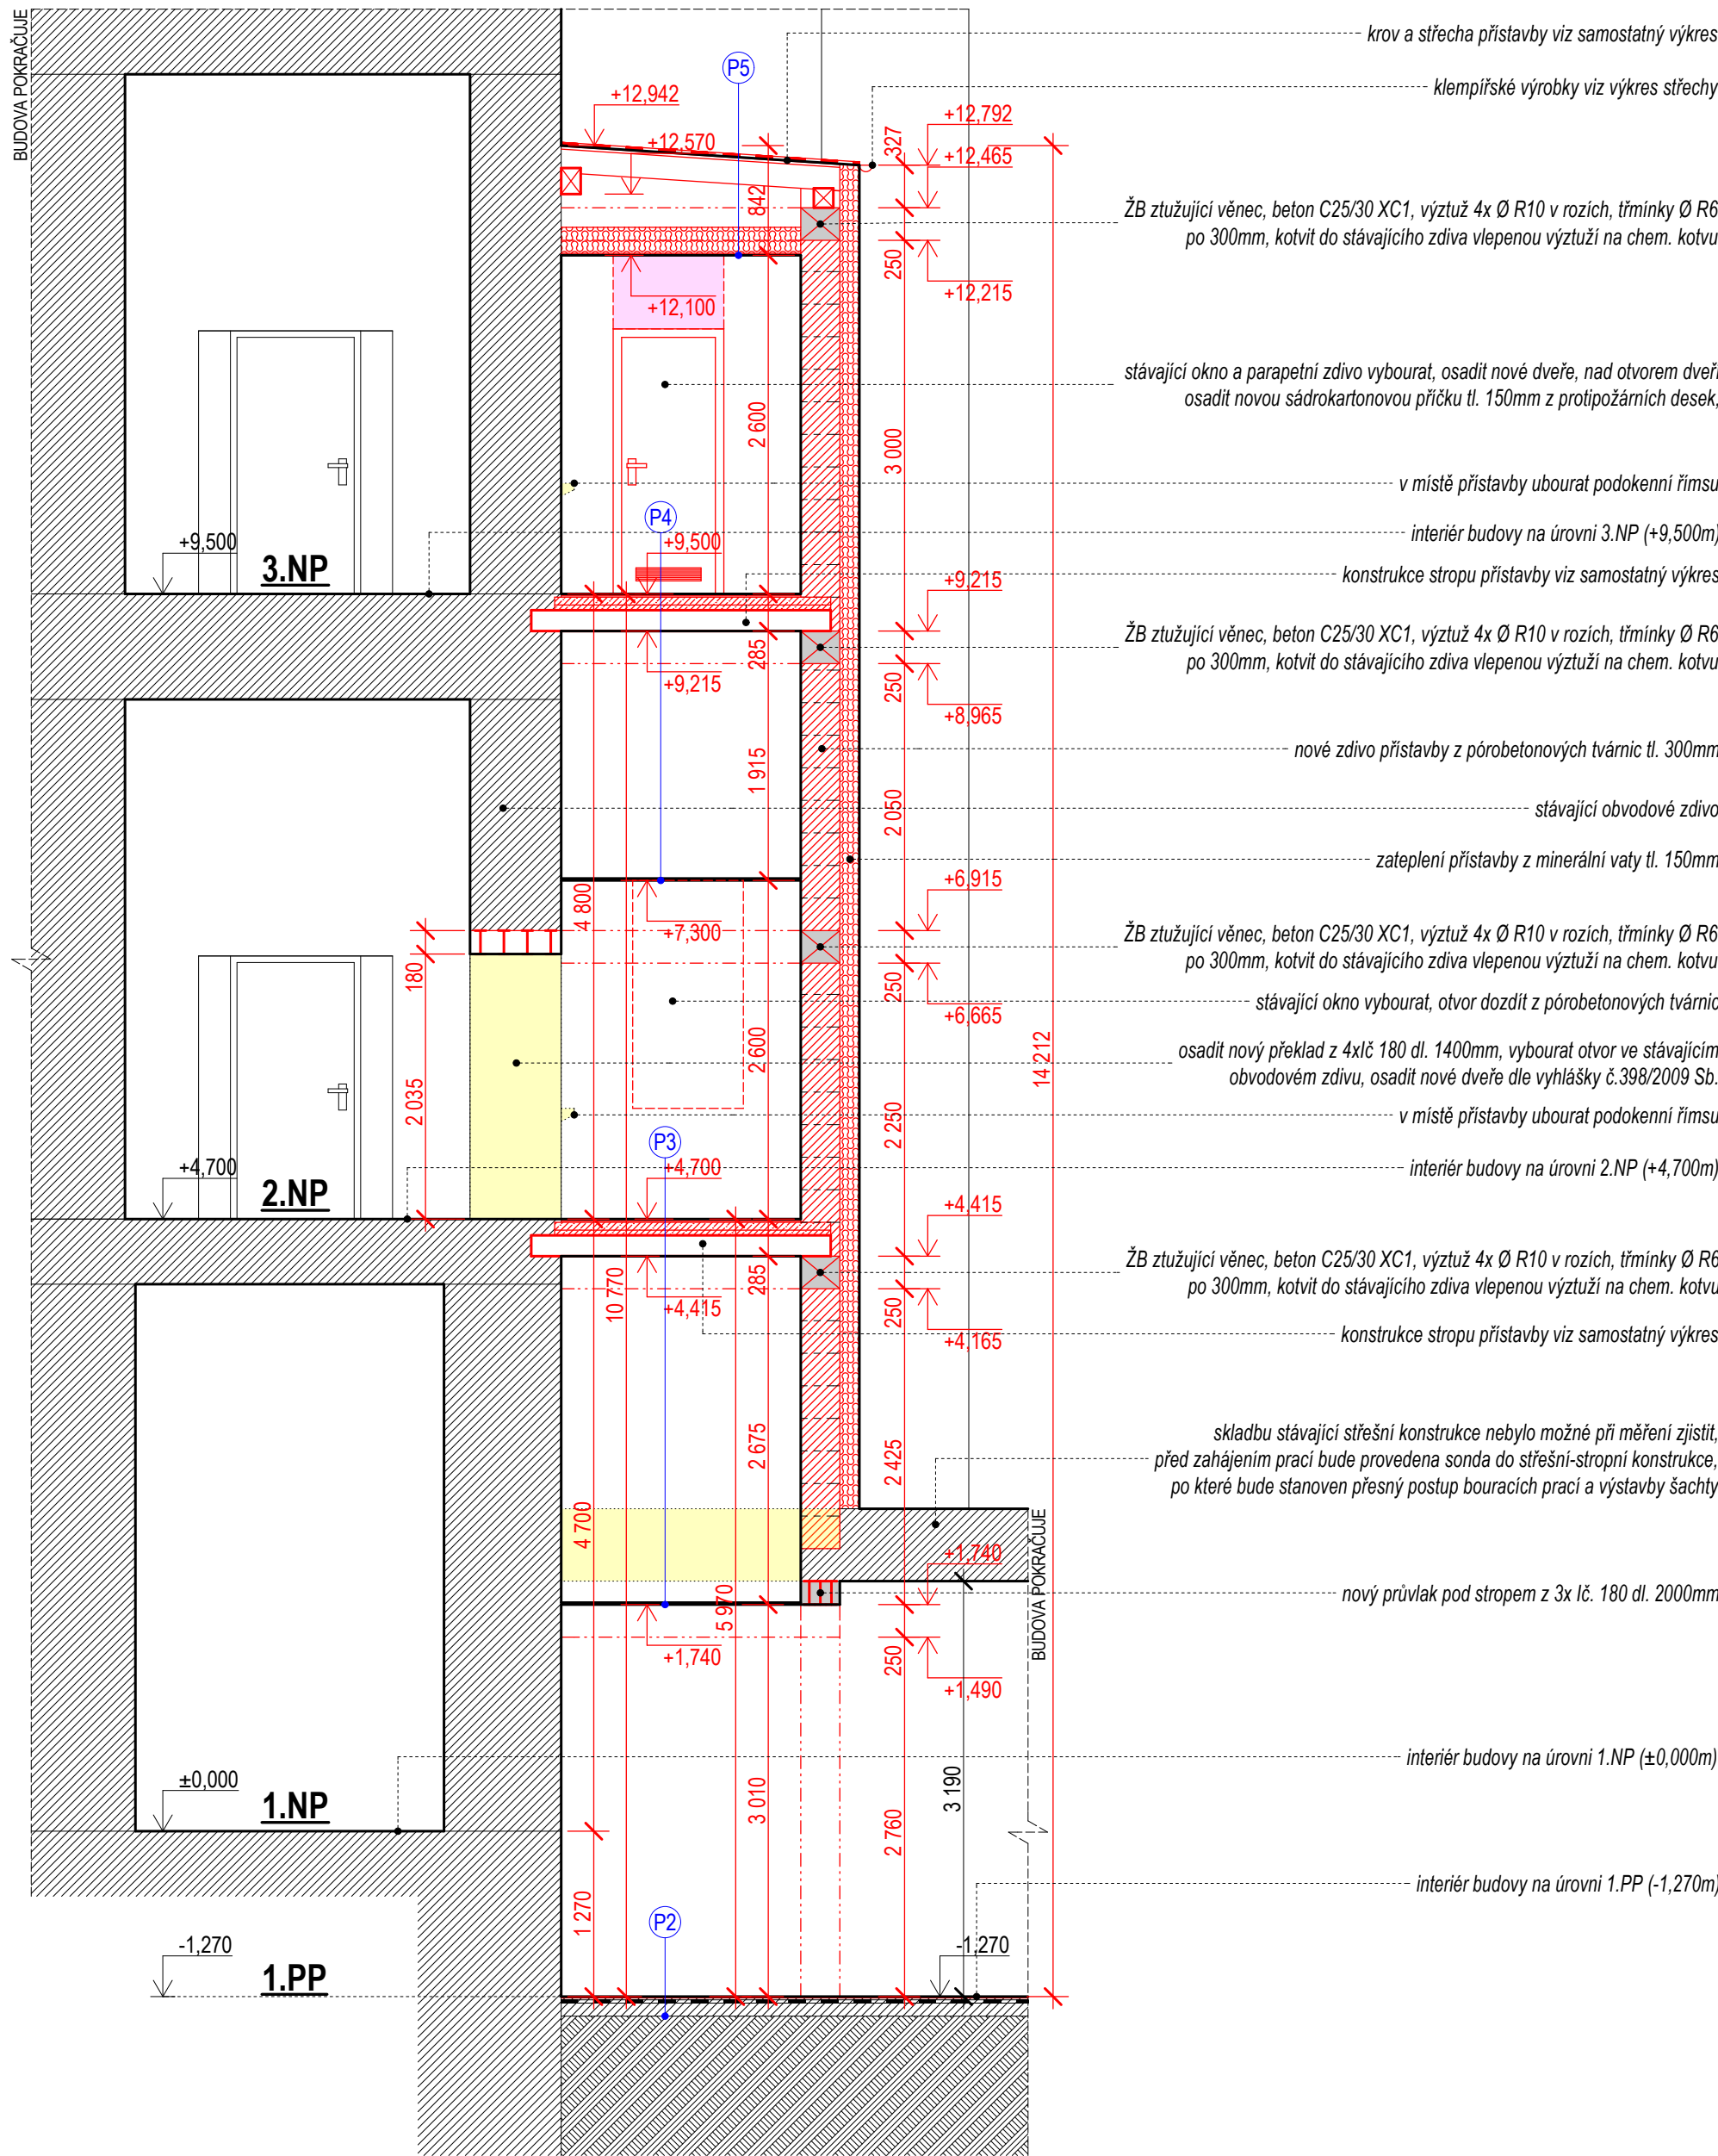 BUDOVA POKRAČUJE
krov a střecha přístavby viz samostatný výkres
P5
klempířské výrobky viz výkres střechy
+12,942
+12,792
327
+12,570
+12,465
842
ŽB ztužující věnec, beton C25/30 XC1, výztuž 4x Ø R10 v rozích, třmínky Ø R6
po 300mm, kotvit do stávajícího zdiva vlepenou výztuží na chem. kotvu
250
+12,215
+12,100
stávající okno a parapetní zdivo vybourat, osadit nové dveře, nad otvorem dveří
osadit novou sádrokartonovou příčku tl. 150mm z protipožárních desek,
2 600
3 000
v místě přístavby ubourat podokenní římsu
P4
+9,500
3.NP
+9,500
interiér budovy na úrovni 3.NP (+9,500m)
konstrukce stropu přístavby viz samostatný výkres
+9,215
285
ŽB ztužující věnec, beton C25/30 XC1, výztuž 4x Ø R10 v rozích, třmínky Ø R6
po 300mm, kotvit do stávajícího zdiva vlepenou výztuží na chem. kotvu
+9,215
250
+8,965
nové zdivo přístavby z pórobetonových tvárnic tl. 300mm
1 915
2 050
stávající obvodové zdivo
zateplení přístavby z minerální vaty tl. 150mm
+6,915
4 800
+7,300
ŽB ztužující věnec, beton C25/30 XC1, výztuž 4x Ø R10 v rozích, třmínky Ø R6
po 300mm, kotvit do stávajícího zdiva vlepenou výztuží na chem. kotvu
180
250
+6,665
stávající okno vybourat, otvor dozdít z pórobetonových tvárnic
2 600
14 212
osadit nový překlad z 4xIč 180 dl. 1400mm, vybourat otvor ve stávajícím
obvodovém zdivu, osadit nové dveře dle vyhlášky č.398/2009 Sb.
2 035
2 250
v místě přístavby ubourat podokenní římsu
P3
+4,700
2.NP
+4,700
interiér budovy na úrovni 2.NP (+4,700m)
+4,415
10 770
285
ŽB ztužující věnec, beton C25/30 XC1, výztuž 4x Ø R10 v rozích, třmínky Ø R6
po 300mm, kotvit do stávajícího zdiva vlepenou výztuží na chem. kotvu
+4,415
250
+4,165
konstrukce stropu přístavby viz samostatný výkres
2 675
2 425
skladbu stávající střešní konstrukce nebylo možné při měření zjistit,
před zahájením prací bude provedena sonda do střešní-stropní konstrukce,
po které bude stanoven přesný postup bouracích prací a výstavby šachty
4 700
+1,740
BUDOVA POKRAČUJE
nový průvlak pod stropem z 3x Ič. 180 dl. 2000mm
5 970
+1,740
250
+1,490
interiér budovy na úrovni 1.NP (±0,000m)
±0,000
1.NP
3 010
2 760
3 190
interiér budovy na úrovni 1.PP (-1,270m)
1 270
P2
-1,270
1.PP
-1,270